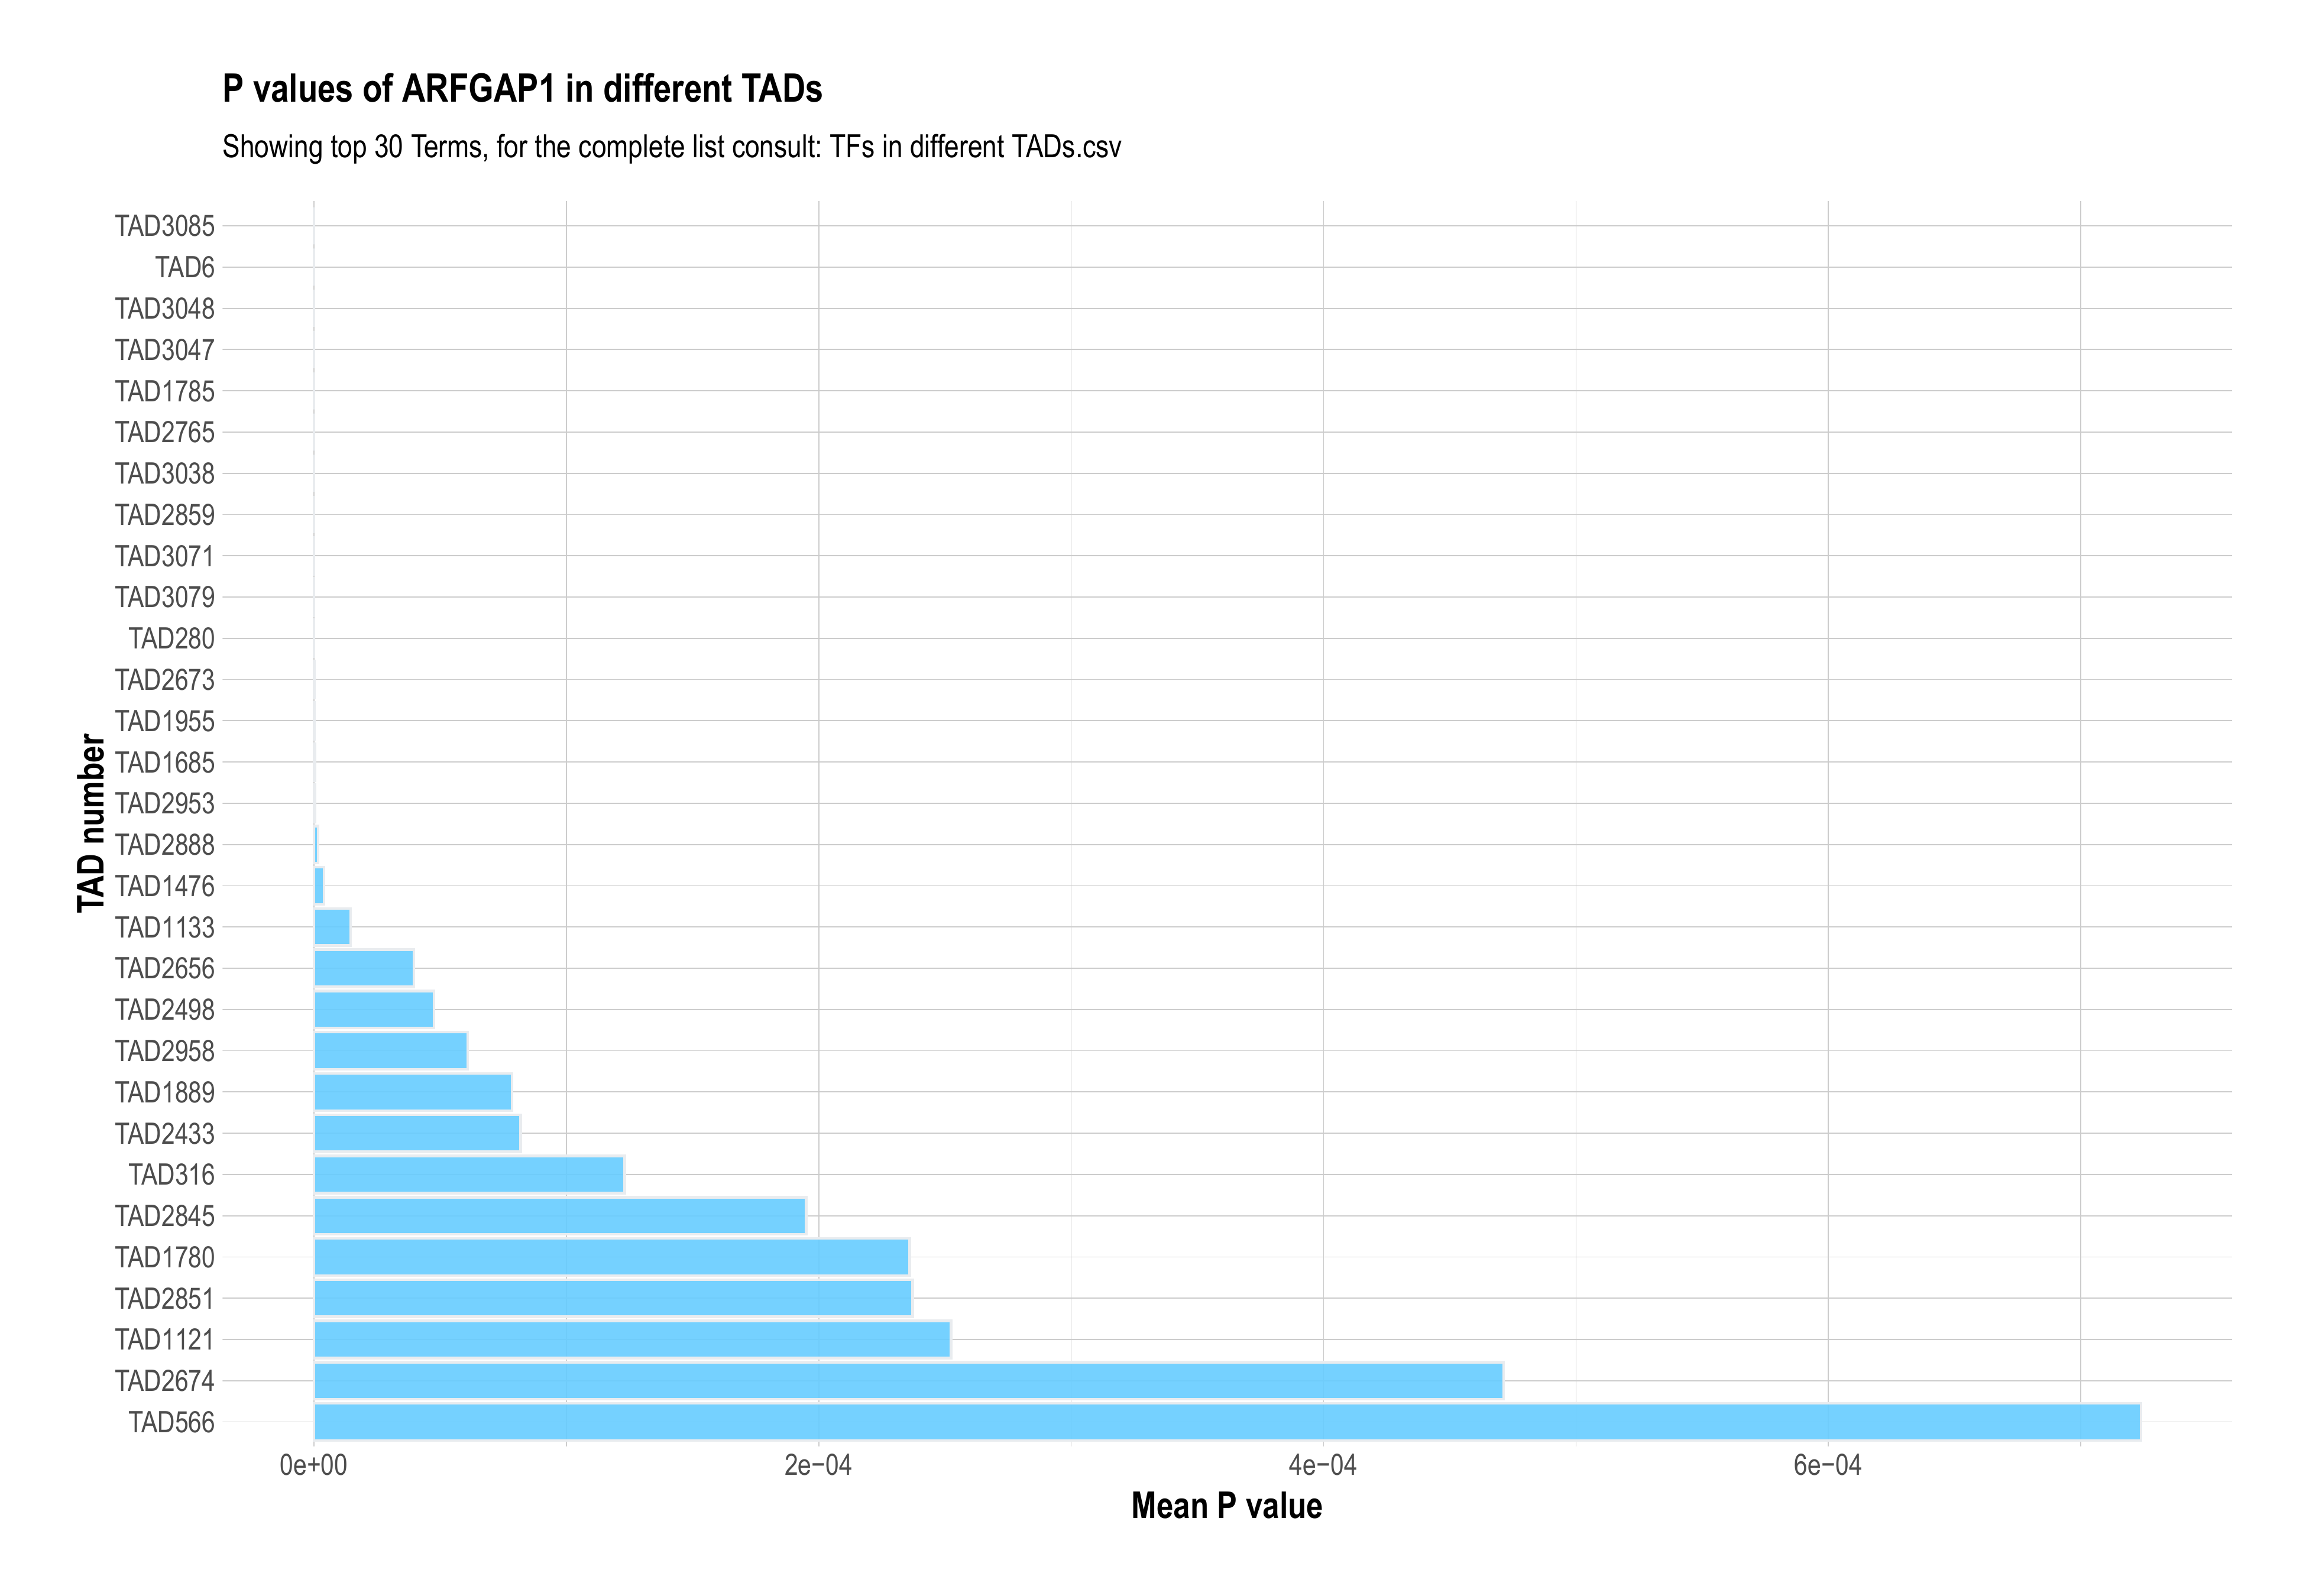 P values of ARFGAP1 in different TADs
Showing top 30 Terms, for the complete list consult: TFs in different TADs.csv
TAD number
TAD3085
TAD6
TAD3048
TAD3047
TAD1785
TAD2765
TAD3038
TAD2859
TAD3071
TAD3079
TAD280
TAD2673
TAD1955
TAD1685
TAD2953
TAD2888
TAD1476
TAD1133
TAD2656
TAD2498
TAD2958
TAD1889
TAD2433
TAD316
TAD2845
TAD1780
TAD2851
TAD1121
TAD2674
TAD566
0e+00 2e−04 4e−04 6e−04
Mean P value